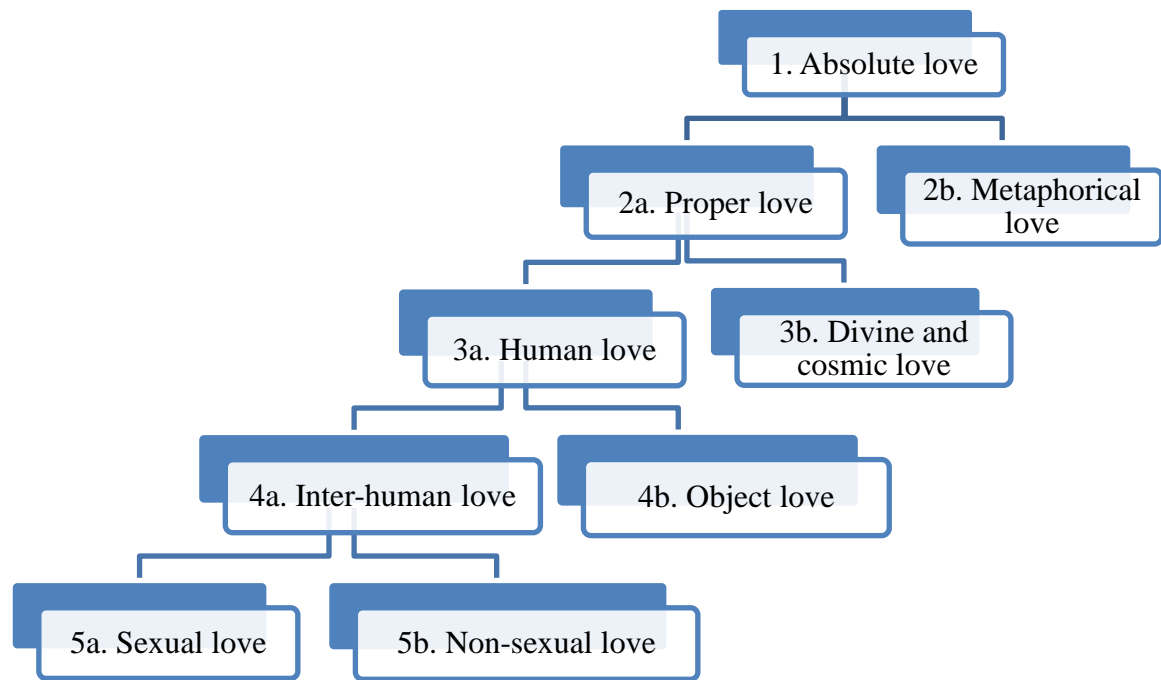 1. Absolute love
2a. Proper love
2b. Metaphorical
love
3a. Human love
3b. Divine and
cosmic love
4a. Inter-human love
4b. Object love
5a. Sexual love
5b. Non-sexual love